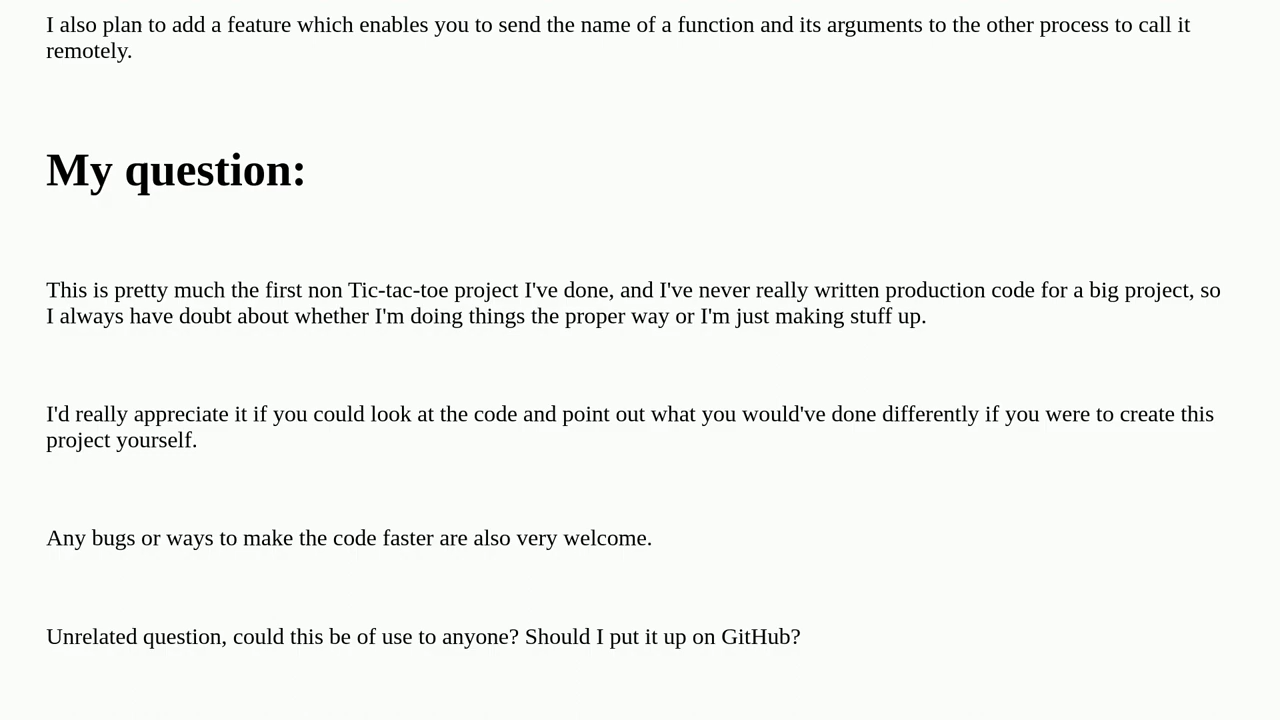 I also plan to add a feature which enables you to send the name of a function and its arguments to the other process to call it
remotely.
My question:
This is pretty much the first non Tic-tac-toe project I've done, and I've never really written production code for a big project, so
I always have doubt about whether I'm doing things the proper way or I'm just making stuff up.
I'd really appreciate it if you could look at the code and point out what you would've done differently if you were to create this
project yourself.
Any bugs or ways to make the code faster are also very welcome.
Unrelated question, could this be of use to anyone? Should I put it up on GitHub?